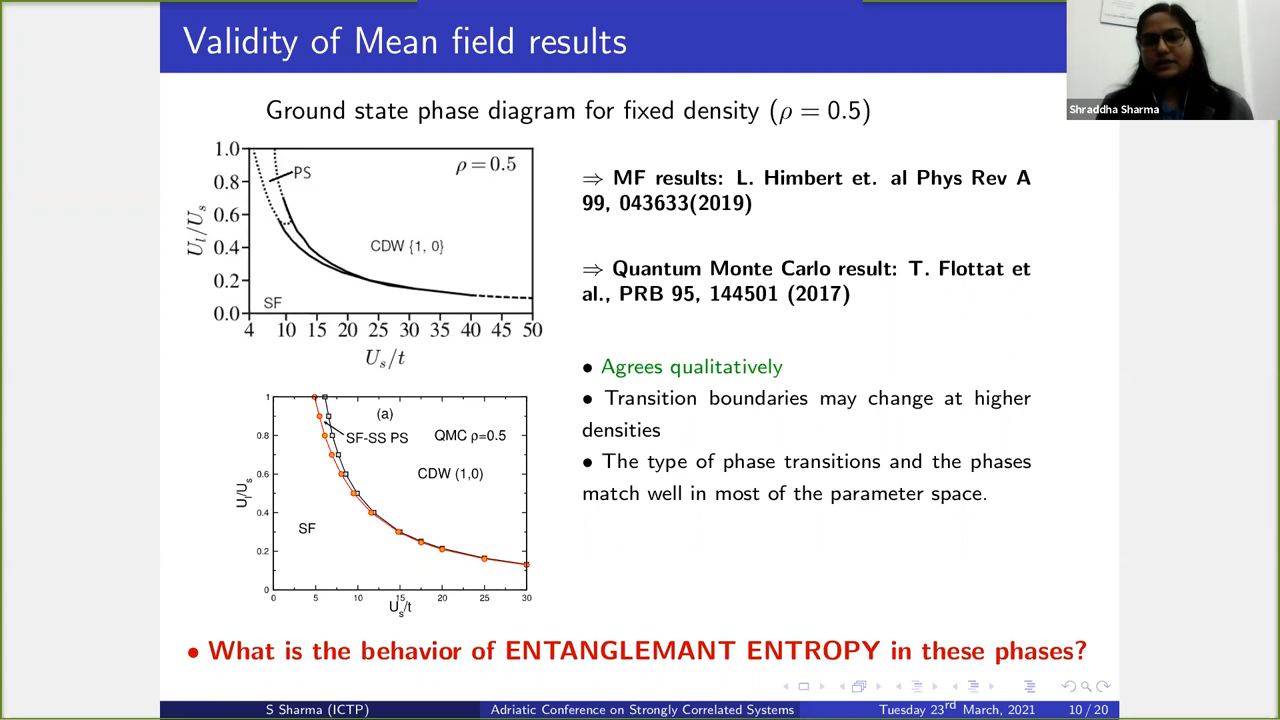 Validity of Mean field results
Shraddha Sharma
Ground state phase diagram for fixed density (ρ = 0.5)
1.0
0.8
0.6
0.4
0.2
0.0
U_l/U_s
PS
ρ = 0.5
CDW {1, 0}
SF
4 10 15 20 25 30 35 40 45 50
U_s/t
1
0.8
0.6
0.4
0.2
0
U_l/U_s
(a)
SF-SS PS
QMC ρ=0.5
CDW (1,0)
SF
0 5 10 15 20 25 30
U_s/t
⇒ MF results: L. Himbert et. al Phys Rev A
99, 043633(2019)
⇒ Quantum Monte Carlo result: T. Flottat et
al., PRB 95, 144501 (2017)
• Agrees qualitatively
• Transition boundaries may change at higher
densities
• The type of phase transitions and the phases
match well in most of the parameter space.
• What is the behavior of ENTANGLEMANT ENTROPY in these phases?
S Sharma (ICTP) Adriatic Conference on Strongly Correlated Systems Tuesday 23rd March, 2021 10 / 20